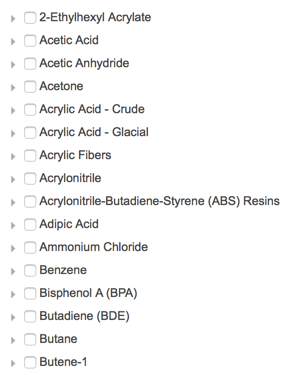 2-Ethylhexyl Acrylate
Acetic Acid
Acetic Anhydride
Acetone
Acrylic Acid - Crude
Acrylic Acid - Glacial
Acrylic Fibers
Acrylonitrile
Acrylonitrile-Butadiene-Styrene (ABS) Resins
Adipic Acid
Ammonium Chloride
Benzene
Bisphenol A (BPA)
Butadiene (BDE)
Butane
Butene-1